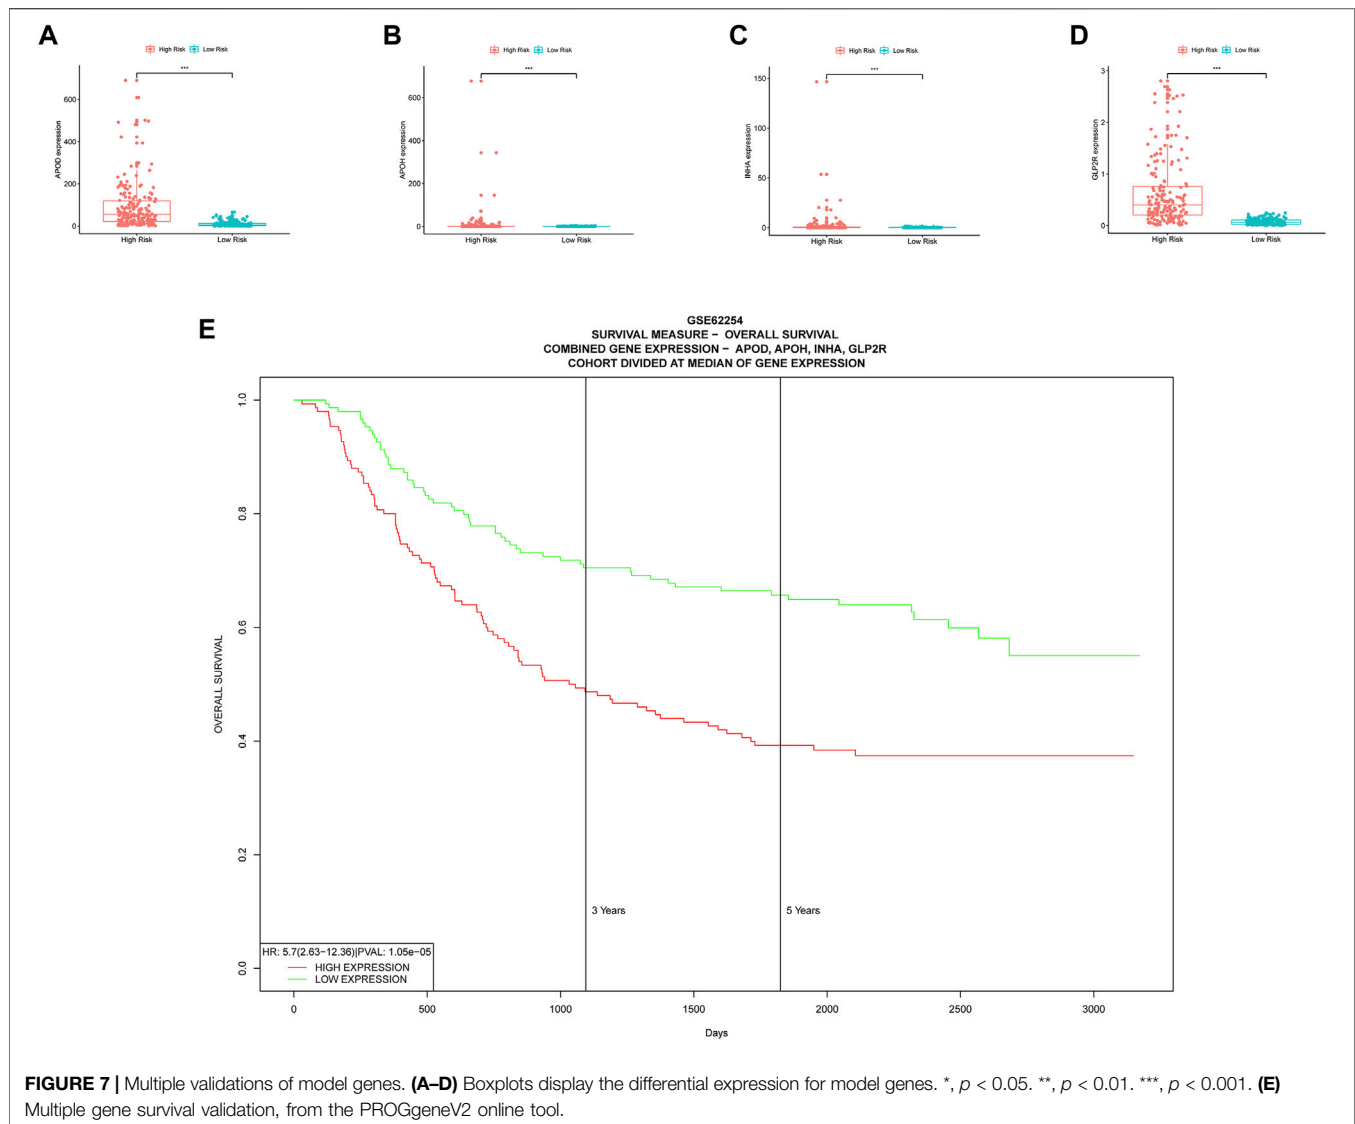 A
High Risk Low Risk
***
APOD expression
600
400
200
0
High Risk Low Risk
B
High Risk Low Risk
***
APOH expression
600
400
200
0
High Risk Low Risk
C
High Risk Low Risk
***
INHA expression
150
100
50
0
High Risk Low Risk
D
High Risk Low Risk
***
GLP2R expression
3
2
1
0
High Risk Low Risk
E
GSE62254
SURVIVAL MEASURE – OVERALL SURVIVAL
COMBINED GENE EXPRESSION – APOD, APOH, INHA, GLP2R
COHORT DIVIDED AT MEDIAN OF GENE EXPRESSION
OVERALL SURVIVAL
1.0
0.8
0.6
0.4
0.2
0.0
3 Years
5 Years
HR: 5.7(2.63–12.36)|PVAL: 1.05e–05
HIGH EXPRESSION
LOW EXPRESSION
0 500 1000 1500 2000 2500 3000
Days
FIGURE 7 | Multiple validations of model genes. (A–D) Boxplots display the differential expression for model genes. *, p < 0.05. **, p < 0.01. ***, p < 0.001. (E)
Multiple gene survival validation, from the PROGgeneV2 online tool.